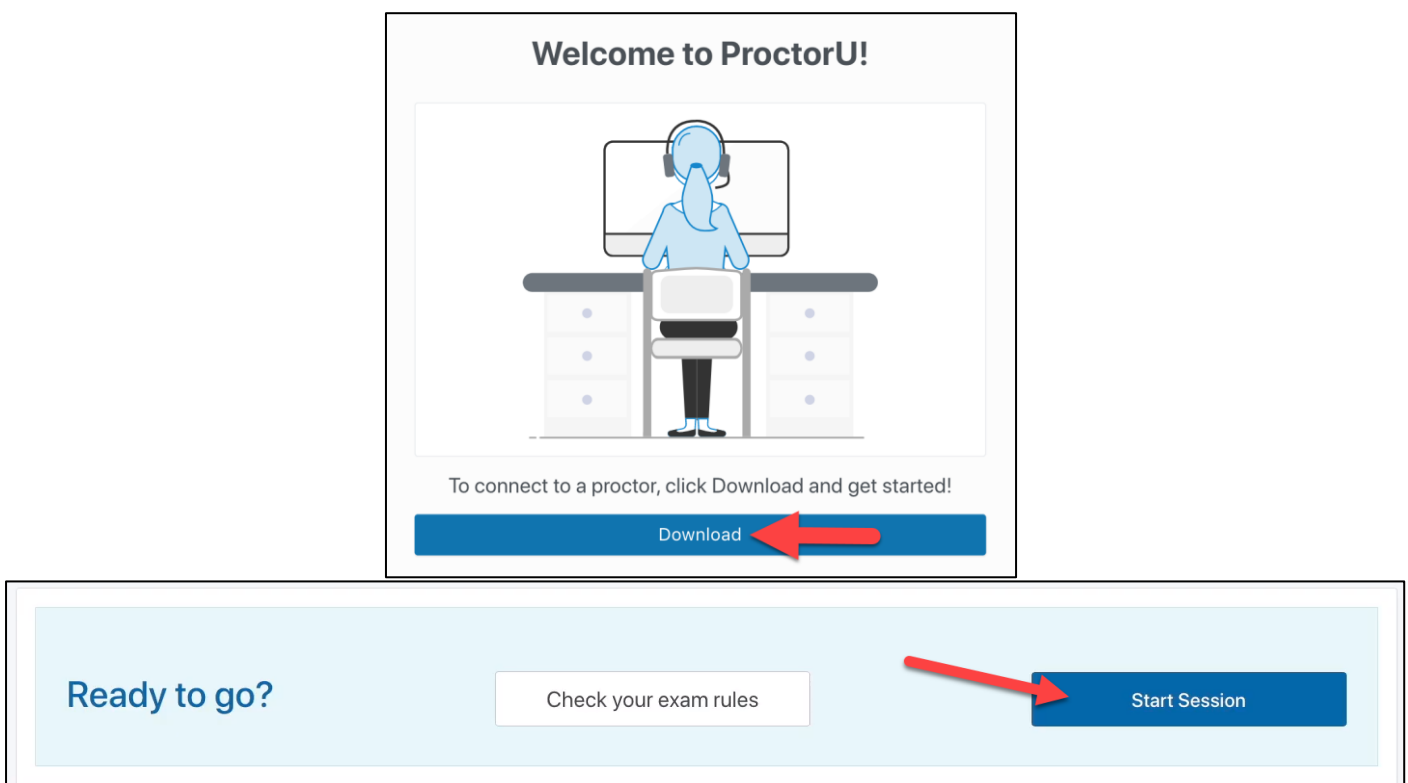 Welcome to ProctorU!
To connect to a proctor, click Download and get started!
Download
Ready to go?
Check your exam rules
Start Session